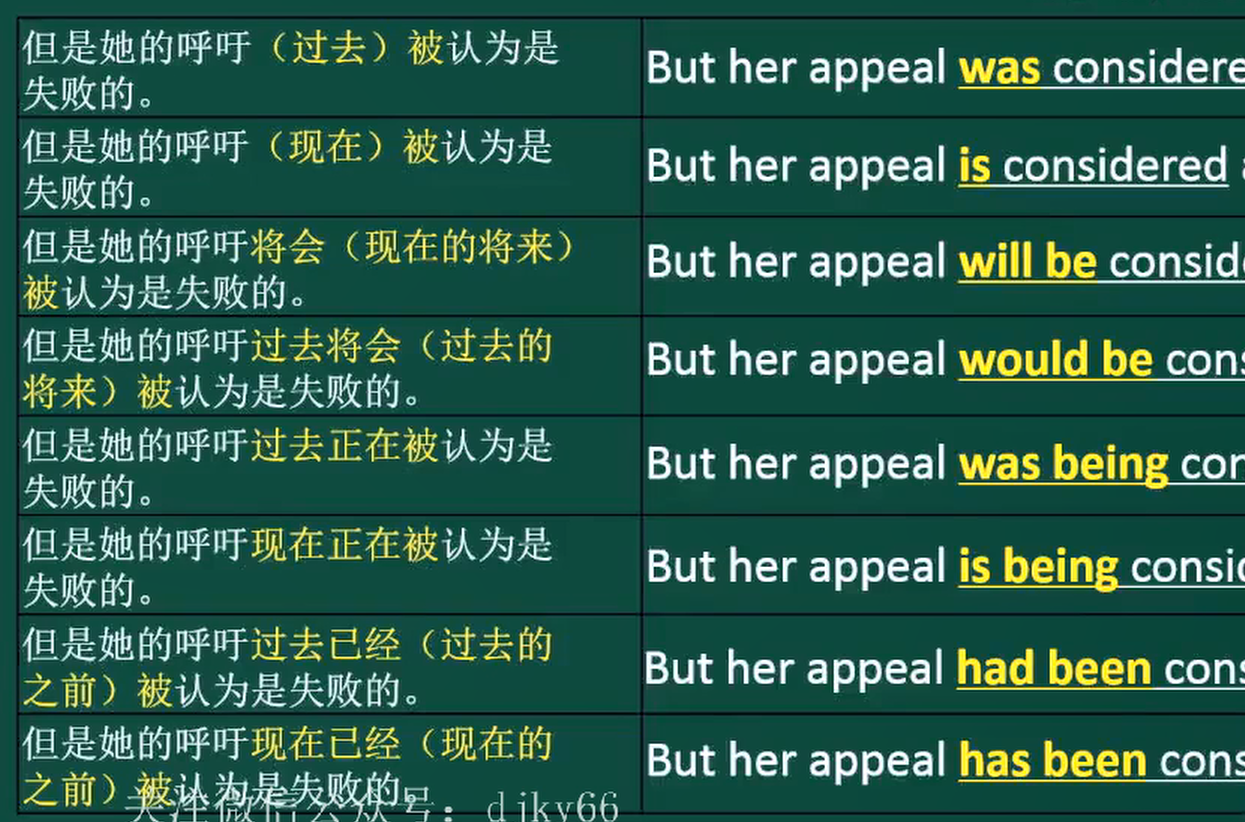 但是她的呼吁（过去）被认为是
失败的。
But her appeal was considere
但是她的呼吁（现在）被认为是
失败的。
But her appeal is considered
但是她的呼吁将会（现在的将来）
被认为是失败的。
But her appeal will be conside
但是她的呼吁过去将会（过去的
将来）被认为是失败的。
But her appeal would be cons
但是她的呼吁过去正在被认为是
失败的。
But her appeal was being con
但是她的呼吁现在正在被认为是
失败的。
But her appeal is being consid
但是她的呼吁过去已经（过去的
之前）被认为是失败的。
But her appeal had been cons
但是她的呼吁现在已经（现在的
之前）被认为是失败的。
But her appeal has been cons
关注微信公众号：djky66